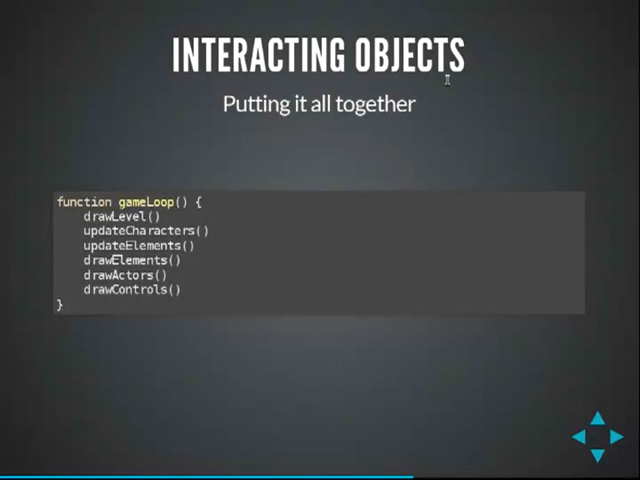 INTERACTING OBJECTS
Putting it all together
function gameLoop() {
    drawLevel()
    updateCharacters()
    updateElements()
    drawElements()
    drawActors()
    drawControls()
}